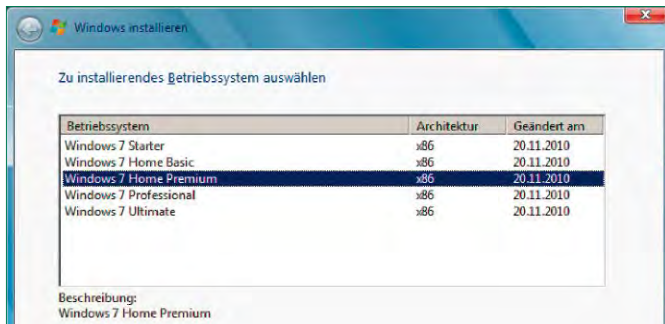 Windows installieren
Zu installierendes Betriebssystem auswählen
Betriebssystem Architektur Geändert am
Windows 7 Starter x86 20.11.2010
Windows 7 Home Basic x86 20.11.2010
Windows 7 Home Premium x86 20.11.2010
Windows 7 Professional x86 20.11.2010
Windows 7 Ultimate x86 20.11.2010
Beschreibung:
Windows 7 Home Premium